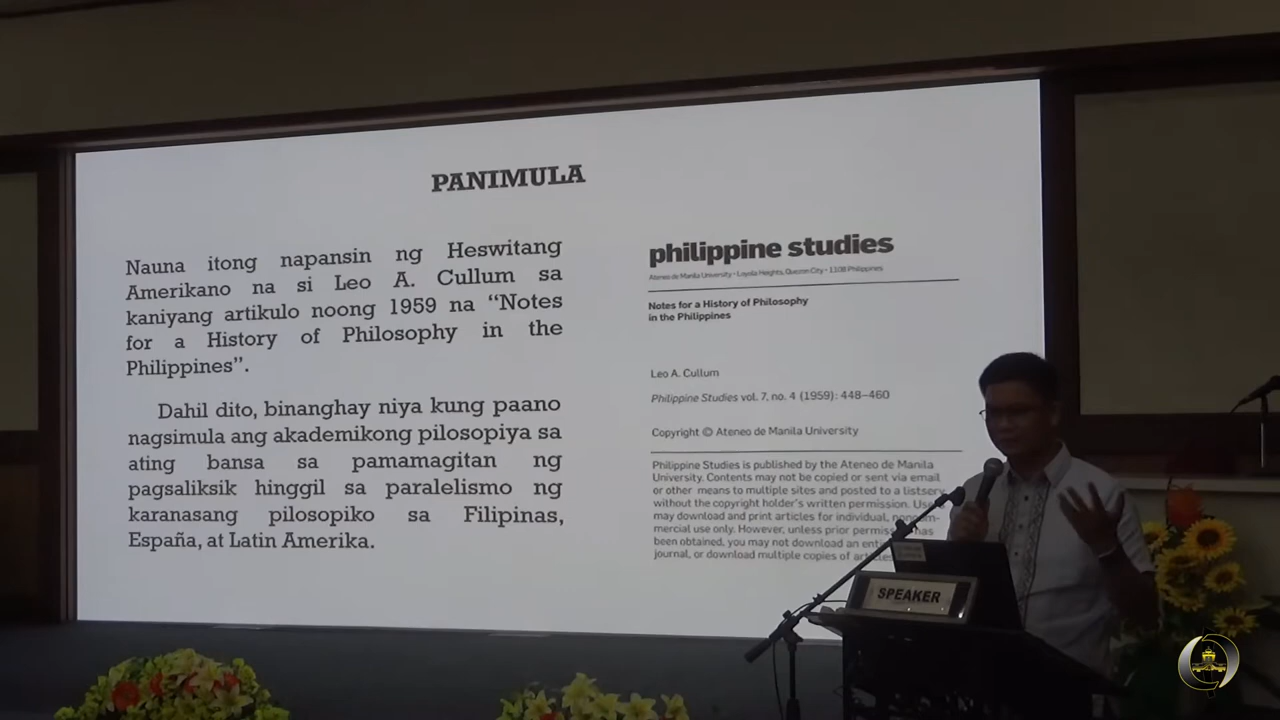 PANIMULA
Nauna itong napansin ng Heswitang
Amerikano na si Leo A. Cullum sa
kaniyang artikulo noong 1959 na “Notes
for a History of Philosophy in the
Philippines”.
Dahil dito, binanghay niya kung paano
nagsimula ang akademikong pilosopiya sa
ating bansa sa pamamagitan ng
pagsaliksik hinggil sa paralelismo ng
karanasang pilosopiko sa Filipinas,
España, at Latin Amerika.
philippine studies
Ateneo de Manila University • Loyola Heights, Quezon City • 1108 Philippines
Notes for a History of Philosophy
in the Philippines
Leo A. Cullum
Philippine Studies vol. 7, no. 4 (1959): 448–460
Copyright © Ateneo de Manila University
Philippine Studies is published by the Ateneo de Manila
University. Contents may not be copied or sent via email
or other means to multiple sites and posted to a listserv
without the copyright holder's written permission.
may download and print articles for individual,
mercial use only. However, unless prior has
been obtained, you may not download an
journal, or download multiple copies of
SPEAKER